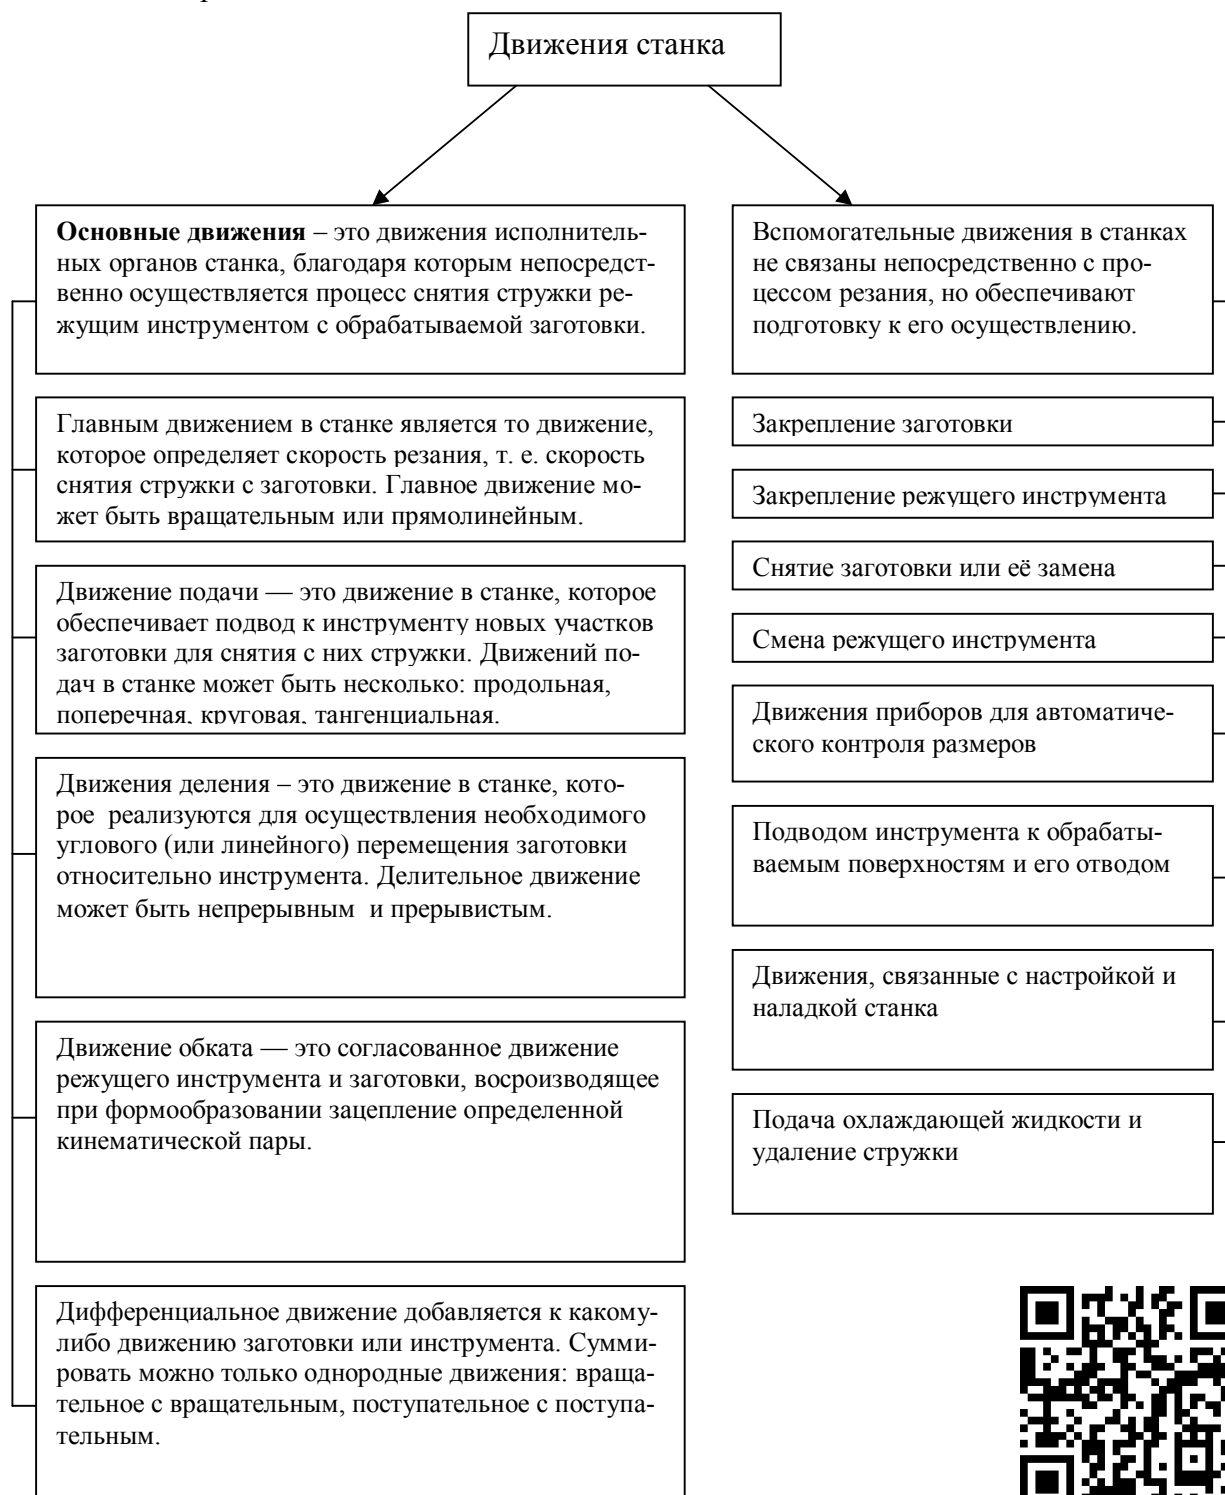 Движения станка
Основные движения – это движения исполнитель-
ных органов станка, благодаря которым непосредст-
венно осуществляется процесс снятия стружки ре-
жущим инструментом с обрабатываемой заготовки.
Главным движением в станке является то движение,
которое определяет скорость резания, т. е. скорость
снятия стружки с заготовки. Главное движение мо-
жет быть вращательным или прямолинейным.
Движение подачи — это движение в станке, которое
обеспечивает подвод к инструменту новых участков
заготовки для снятия с них стружки. Движений по-
дач в станке может быть несколько: продольная,
поперечная, круговая, тангенциальная.
Движения деления – это движение в станке, кото-
рое реализуются для осуществления необходимого
углового (или линейного) перемещения заготовки
относительно инструмента. Делительное движение
может быть непрерывным и прерывистым.
Движение обката — это согласованное движение
режущего инструмента и заготовки, восроизводящее
при формообразовании зацепление определенной
кинематической пары.
Дифференциальное движение добавляется к какому-
либо движению заготовки или инструмента. Сумми-
ровать можно только однородные движения: враща-
тельное с вращательным, поступательное с поступа-
тельным.
Вспомогательные движения в станках
не связаны непосредственно с про-
цессом резания, но обеспечивают
подготовку к его осуществлению.
Закрепление заготовки
Закрепление режущего инструмента
Снятие заготовки или её замена
Смена режущего инструмента
Движения приборов для автоматиче-
ского контроля размеров
Подводом инструмента к обрабаты-
ваемым поверхностям и его отводом
Движения, связанные с настройкой и
наладкой станка
Подача охлаждающей жидкости и
удаление стружки